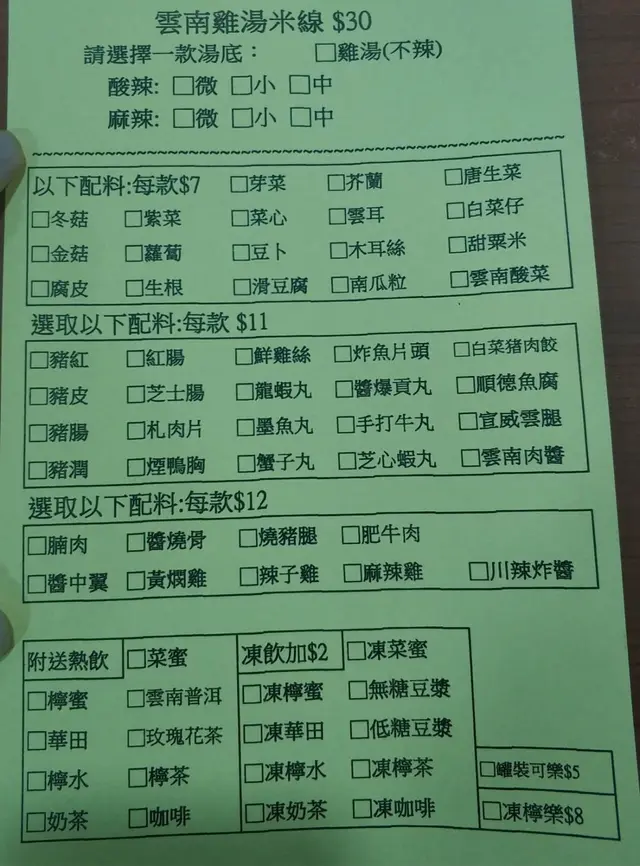 雲南雞湯米線 $30
請選擇一款湯底： □雞湯(不辣)
酸辣: □微 □小 □中
麻辣: □微 □小 □中
~~~~~~~~~~~~~~~~~~~~~~~~~~~~~~~~~~~~~~~~
以下配料:每款$7 □芽菜 □芥蘭 □唐生菜
□冬菇 □紫菜 □菜心 □雲耳 □白菜仔
□金菇 □蘿蔔 □豆卜 □木耳絲 □甜粟米
□腐皮 □生根 □滑豆腐 □南瓜粒 □雲南酸菜
選取以下配料:每款 $11
□豬紅 □紅腸 □鮮雞絲 □炸魚片頭 □白菜猪肉餃
□豬皮 □芝士腸 □龍蝦丸 □醬爆貢丸 □順德魚腐
□豬腸 □札肉片 □墨魚丸 □手打牛丸 □宣威雲腿
□豬潤 □煙鴨胸 □蟹子丸 □芝心蝦丸 □雲南肉醬
選取以下配料:每款$12
□腩肉 □醬燒骨 □燒豬腿 □肥牛肉
□醬中翼 □黃燜雞 □辣子雞 □麻辣雞 □川辣炸醬
附送熱飲 □菜蜜 凍飲加$2 □凍菜蜜
□檸蜜 □雲南普洱 □凍檸蜜 □無糖豆漿
□華田 □玫瑰花茶 □凍華田 □低糖豆漿
□檸水 □檸茶 □凍檸水 □凍檸茶 □罐裝可樂$5
□奶茶 □咖啡 □凍奶茶 □凍咖啡 □凍檸樂$8